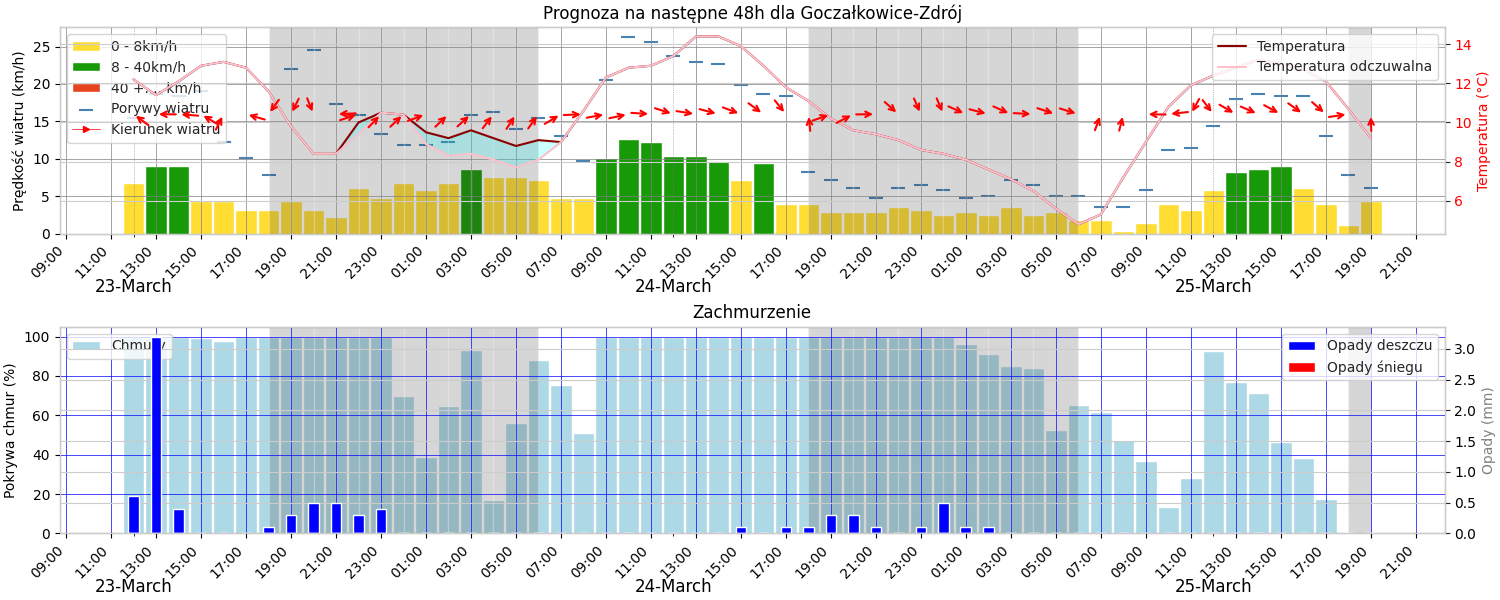 Prognoza na następne 48h dla Goczałkowice-Zdrój
Prędkość wiatru (km/h)
25
20
15
10
5
0
0 - 8km/h
8 - 40km/h
40 +... km/h
Porywy wiatru
Kierunek wiatru
Temperatura
Temperatura odczuwalna
14
12
10
8
6
Temperatura (°C)
09:00 11:00 13:00 15:00 17:00 19:00 21:00 23:00 01:00 03:00 05:00 07:00 09:00 11:00 13:00 15:00 17:00 19:00 21:00 23:00 01:00 03:00 05:00 07:00 09:00 11:00 13:00 15:00 17:00 19:00 21:00
23-March 24-March 25-March
Zachmurzenie
Pokrywa chmur (%)
100
80
60
40
20
0
Chmury
Opady deszczu
Opady śniegu
3.0
2.5
2.0
1.5
1.0
0.5
0.0
Opady (mm)
09:00 11:00 13:00 15:00 17:00 19:00 21:00 23:00 01:00 03:00 05:00 07:00 09:00 11:00 13:00 15:00 17:00 19:00 21:00 23:00 01:00 03:00 05:00 07:00 09:00 11:00 13:00 15:00 17:00 19:00 21:00
23-March 24-March 25-March